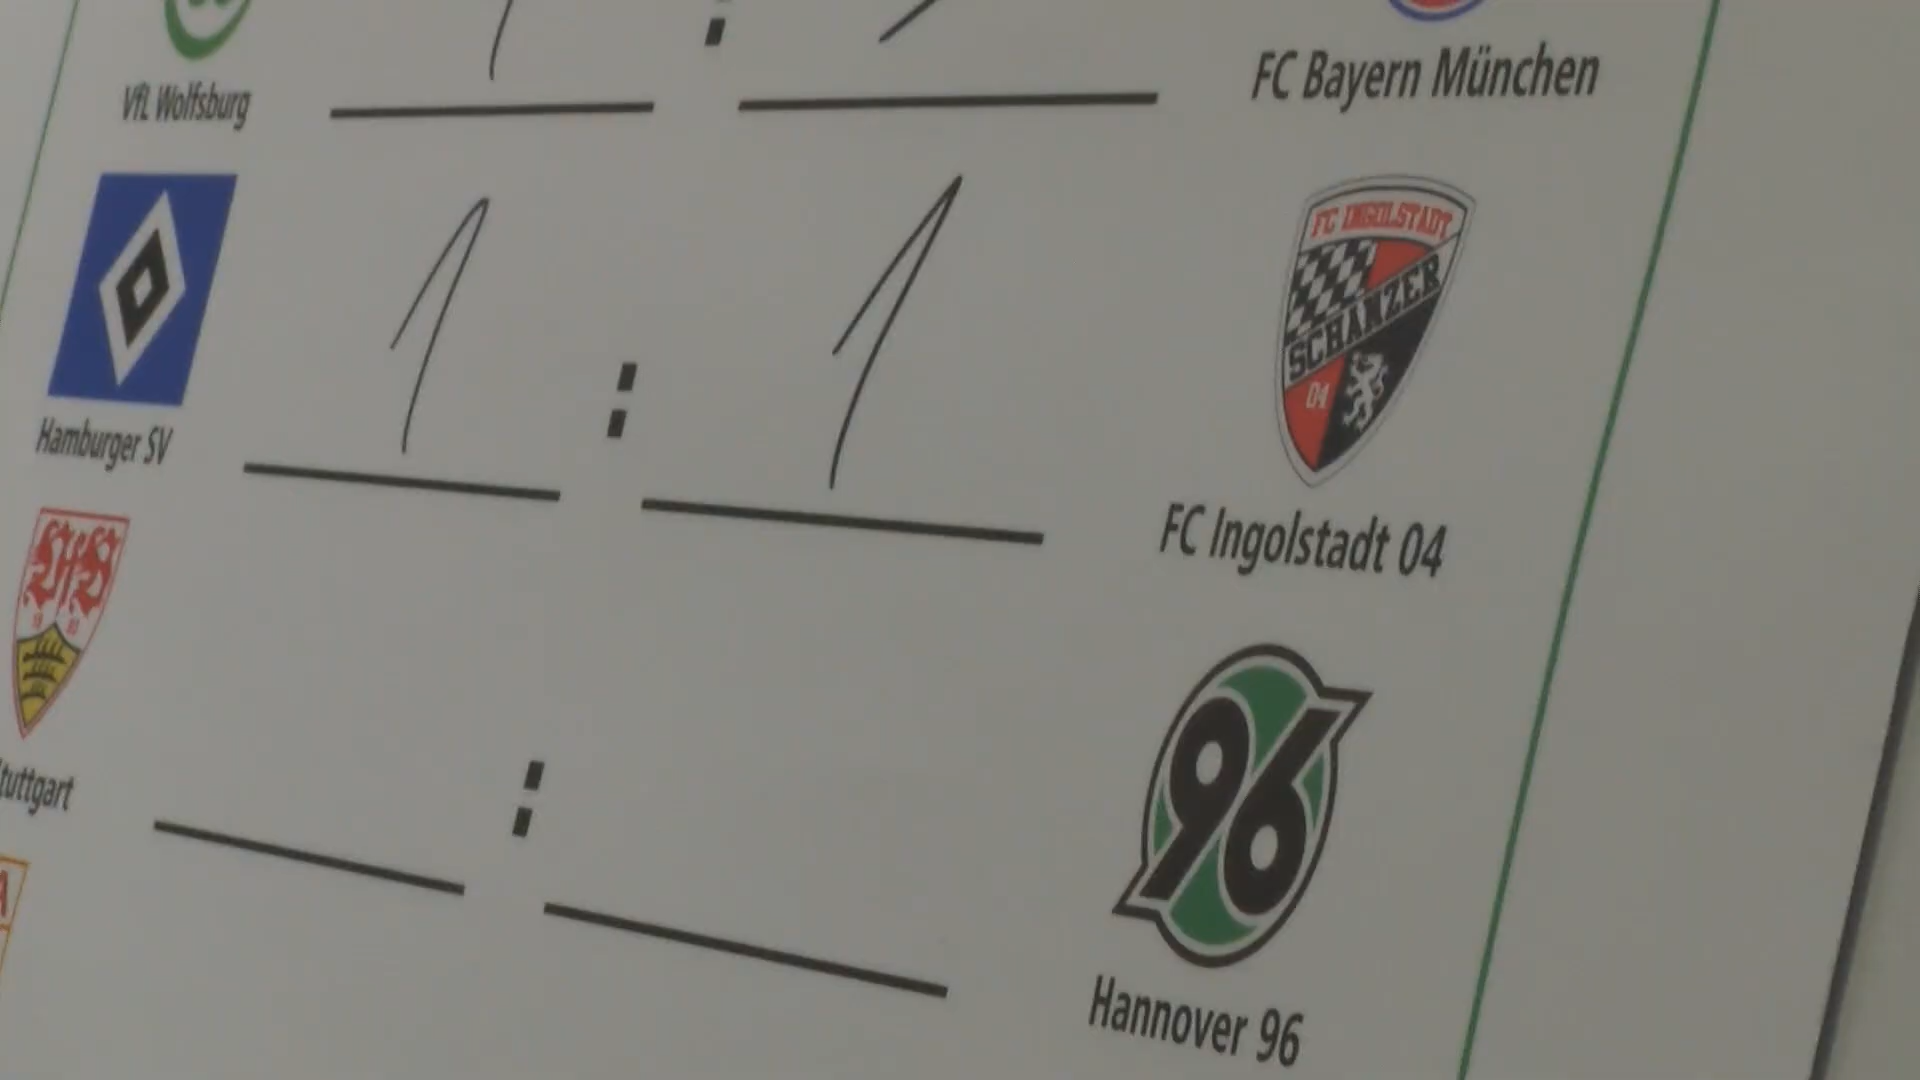 VfL Wolfsburg
:
FC Bayern München
Hamburger SV
1 : 1
FC INGOLSTADT
SCHANZER
04
FC Ingolstadt 04
:
96
Hannover 96